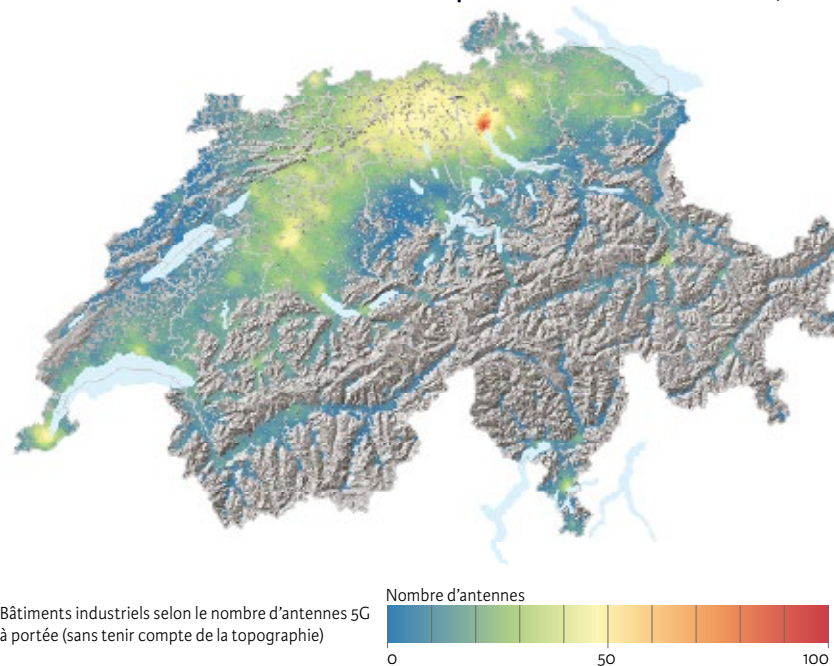 Nombre d'antennes
Bâtiments industriels selon le nombre d'antennes 5G
à portée (sans tenir compte de la topographie)
0 50 100